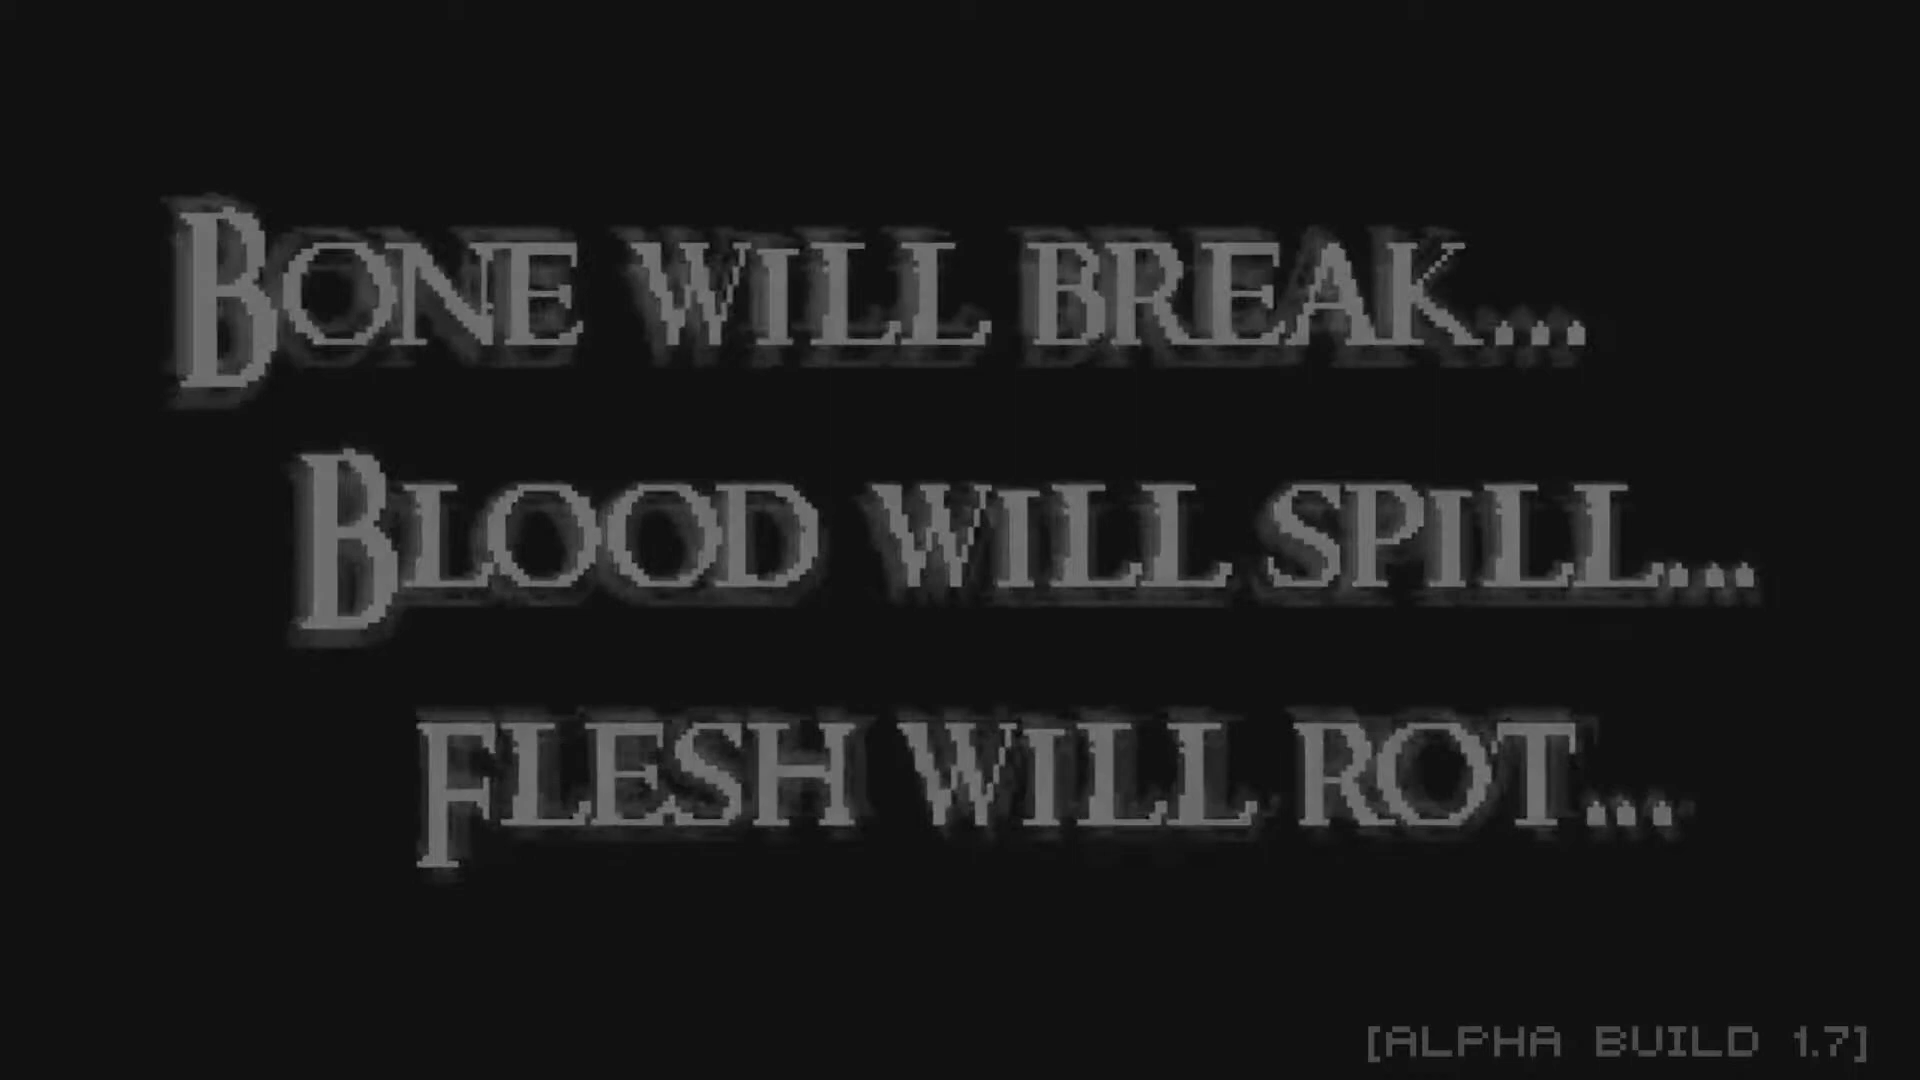 Bone will break...
Blood will spill...
Flesh will rot...
[ALPHA BUILD 1.7]